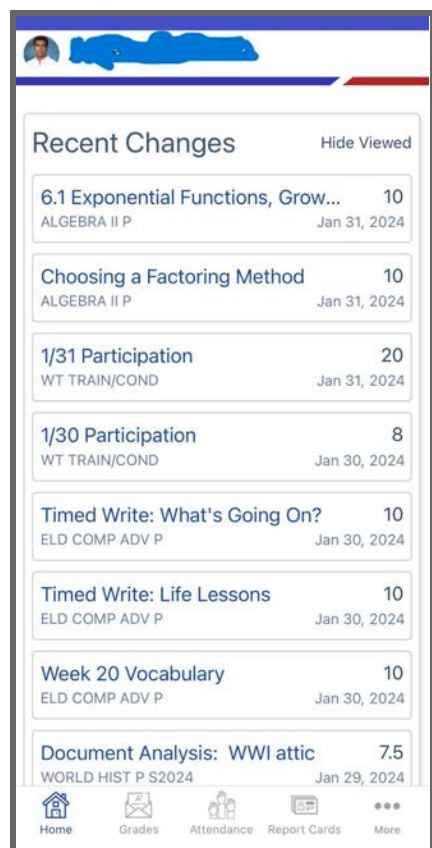 Recent Changes Hide Viewed
6.1 Exponential Functions, Grow... 10
ALGEBRA II P Jan 31, 2024
Choosing a Factoring Method 10
ALGEBRA II P Jan 31, 2024
1/31 Participation 20
WT TRAIN/COND Jan 31, 2024
1/30 Participation 8
WT TRAIN/COND Jan 30, 2024
Timed Write: What's Going On? 10
ELD COMP ADV P Jan 30, 2024
Timed Write: Life Lessons 10
ELD COMP ADV P Jan 30, 2024
Week 20 Vocabulary 10
ELD COMP ADV P Jan 30, 2024
Document Analysis: WWI attic 7.5
WORLD HIST P S2024 Jan 29, 2024
Home Grades Attendance Report Cards More